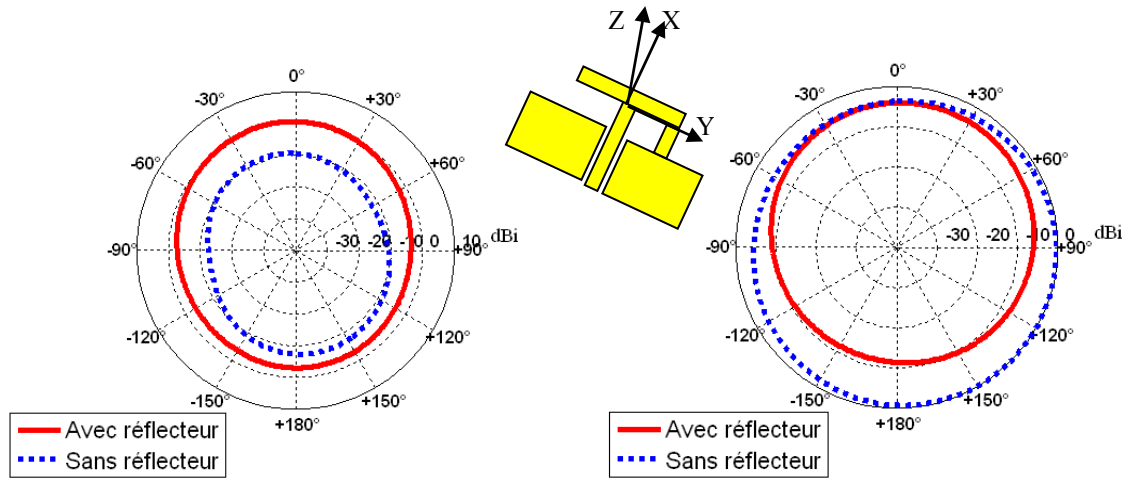 Z
X
Y
0°
-30°
+30°
-60°
+60°
-30 -20 -10 0 10 dBi
-90°
+90°
-120°
+120°
-150°
+150°
+180°
Avec réflecteur
Sans réflecteur
0°
-30°
+30°
-60°
+60°
-30 -20 -10 0 dBi
-90°
+90°
-120°
+120°
-150°
+150°
+180°
Avec réflecteur
Sans réflecteur